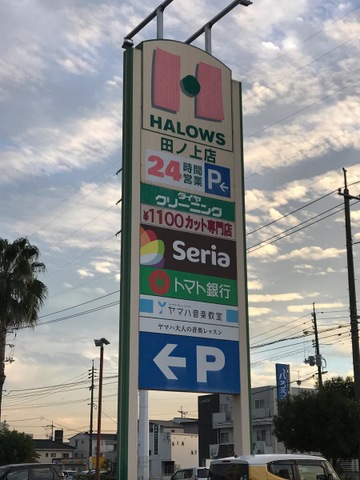 HALOWS
田ノ上店
24時間営業 P
ダイヤ
クリーニング
¥1100カット専門店
Seria
トマト銀行
ヤマハ音楽教室
ヤマハ大人の音楽レッスン
P